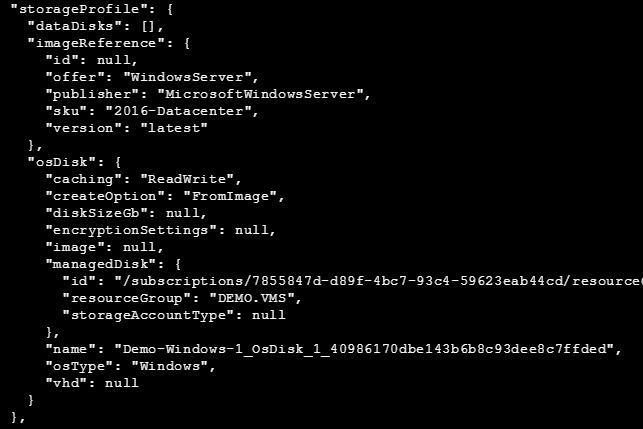 "storageProfile": {
"dataDisks": [],
"imageReference": {
"id": null,
"offer": "WindowsServer",
"publisher": "MicrosoftWindowsServer",
"sku": "2016-Datacenter",
"version": "latest"
},
"osDisk": {
"caching": "ReadWrite",
"createOption": "FromImage",
"diskSizeGb": null,
"encryptionSettings": null,
"image": null,
"managedDisk": {
"id": "/subscriptions/7855847d-d89f-4bc7-93c4-59623eab44cd/resource
"resourceGroup": "DEMO.VMS",
"storageAccountType": null
},
"name": "Demo-Windows-1_OsDisk_1_40986170dbe143b6b8c93dee8c7ffded",
"osType": "Windows",
"vhd": null
}
},